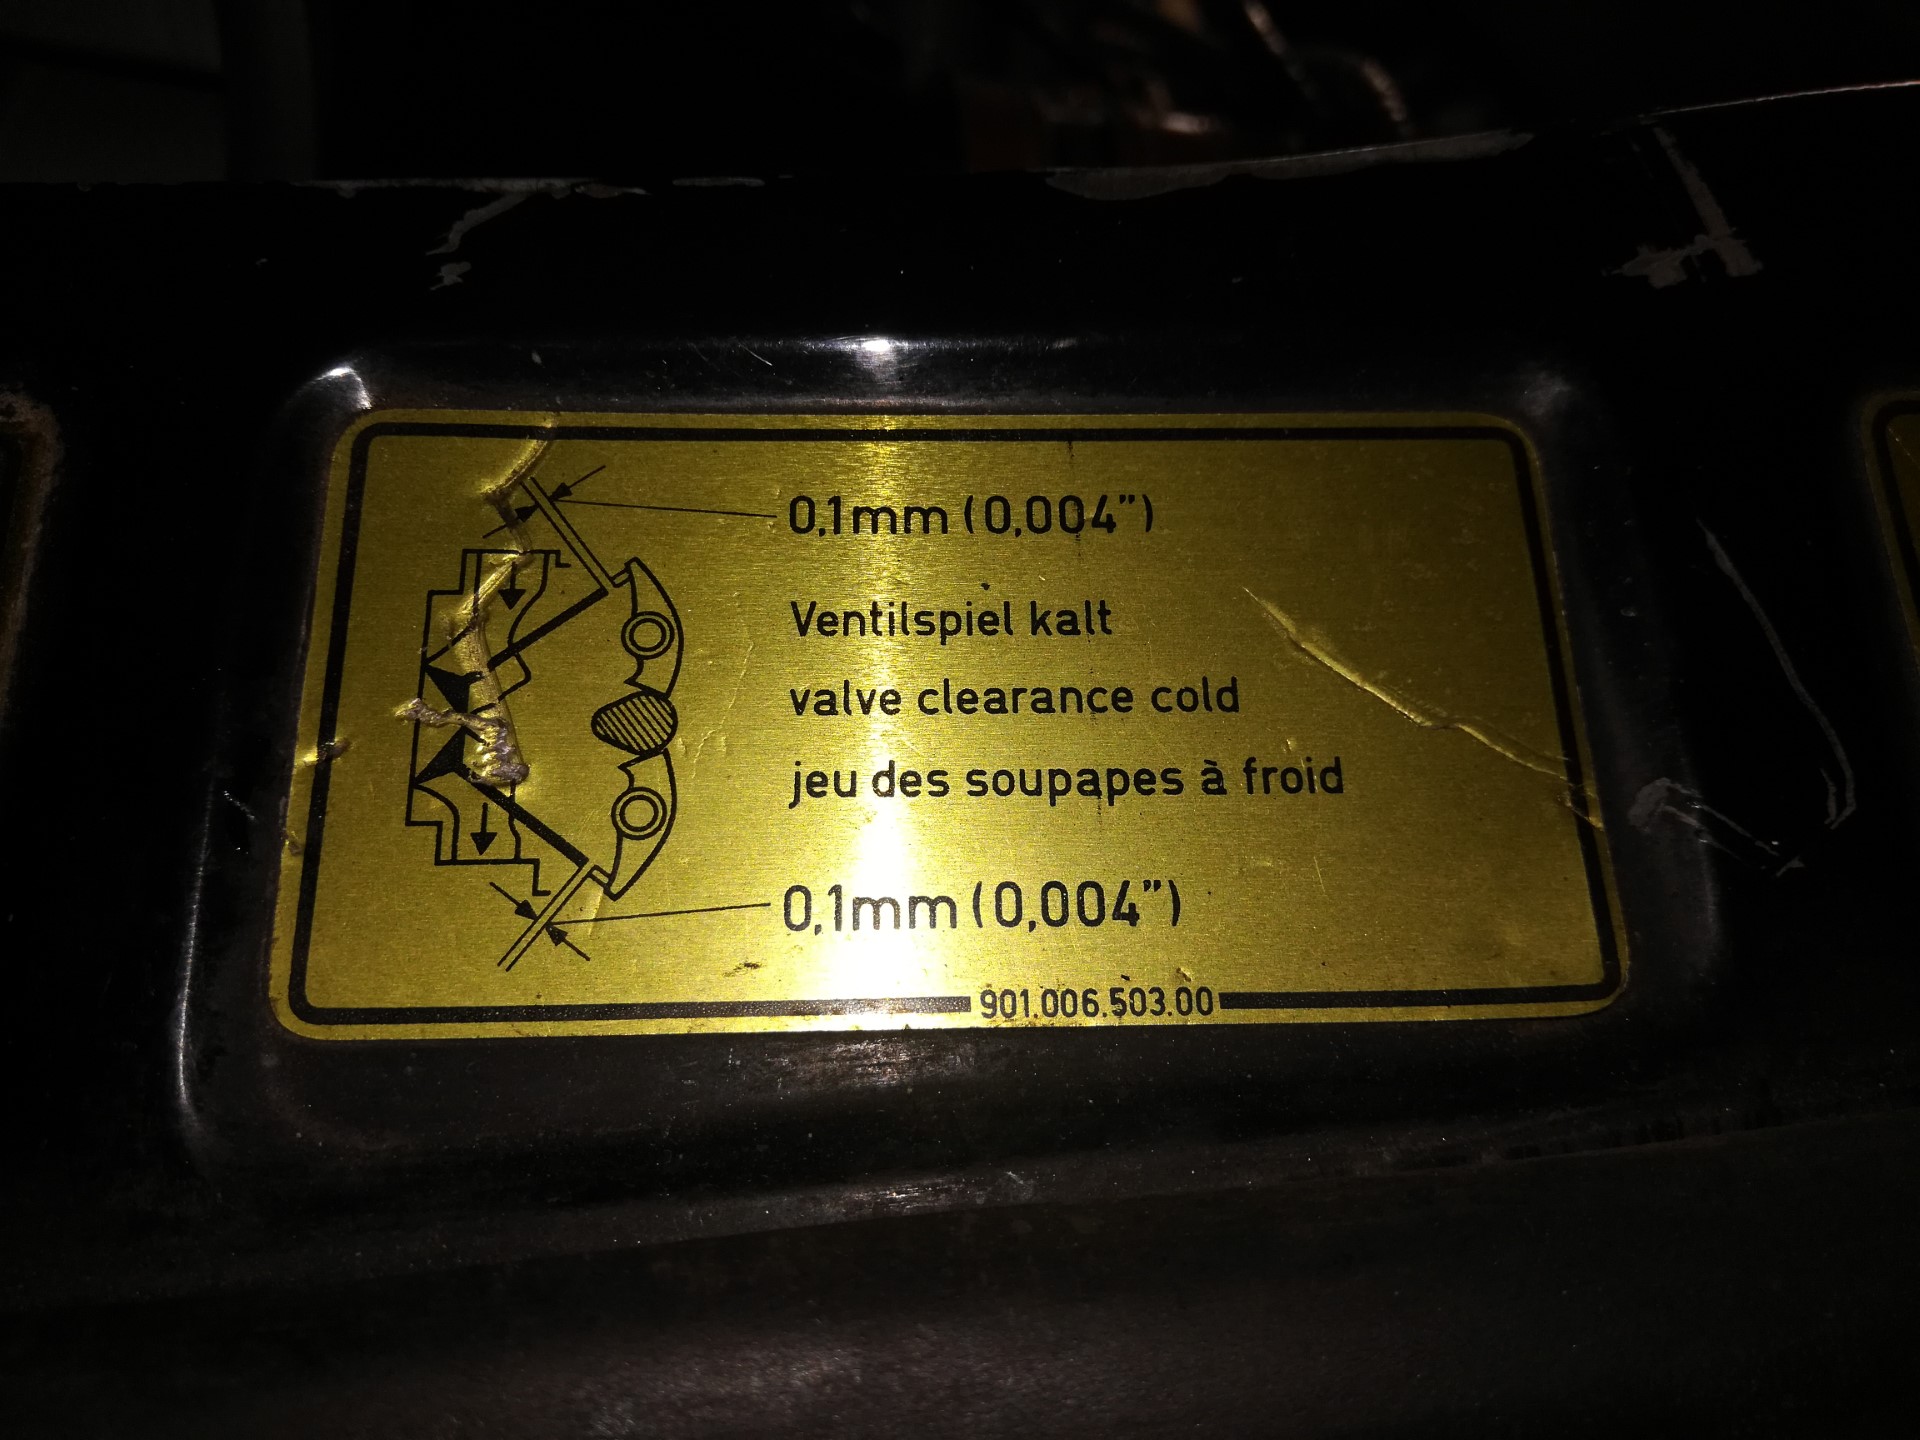 0,1mm (0,004”)
Ventilspiel kalt
valve clearance cold
jeu des soupapes à froid
0,1mm (0,004”)
901.006.503.00